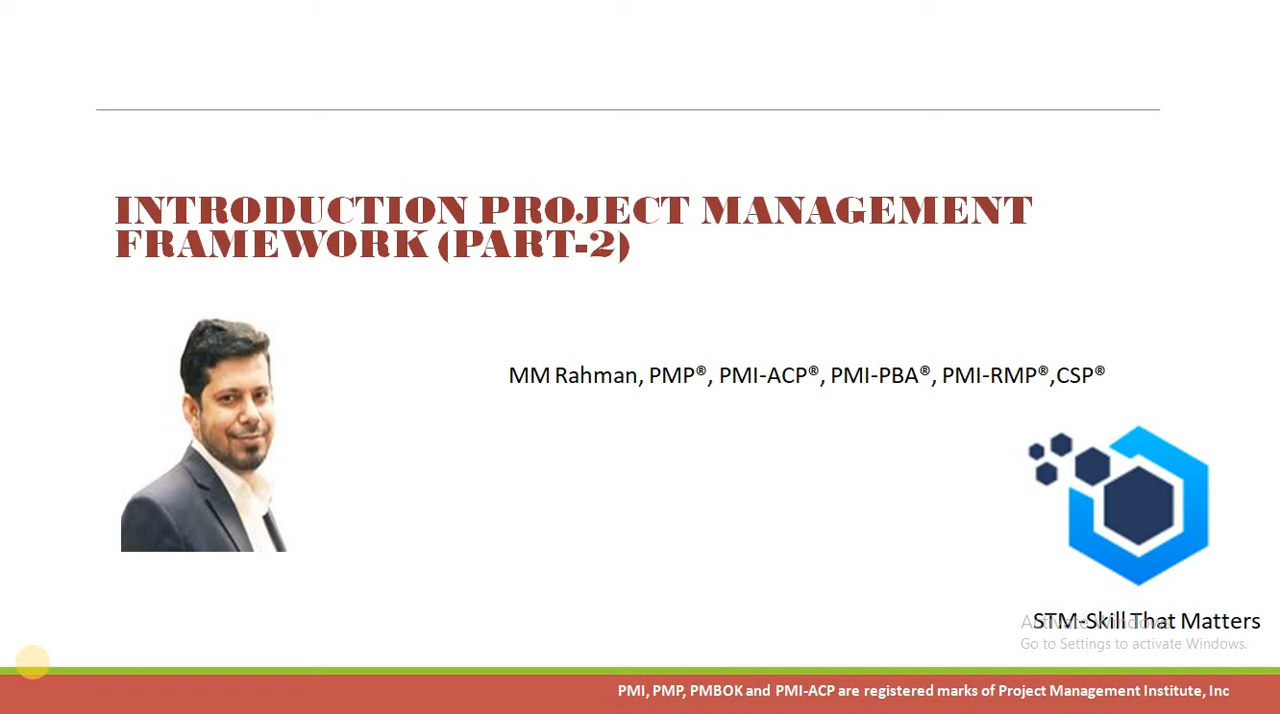 INTRODUCTION PROJECT MANAGEMENT
FRAMEWORK (PART-2)
MM Rahman, PMP®, PMI-ACP®, PMI-PBA®, PMI-RMP®,CSP®
STM-Skill That Matters
Activate Windows
Go to Settings to activate Windows.
PMI, PMP, PMBOK and PMI-ACP are registered marks of Project Management Institute, Inc